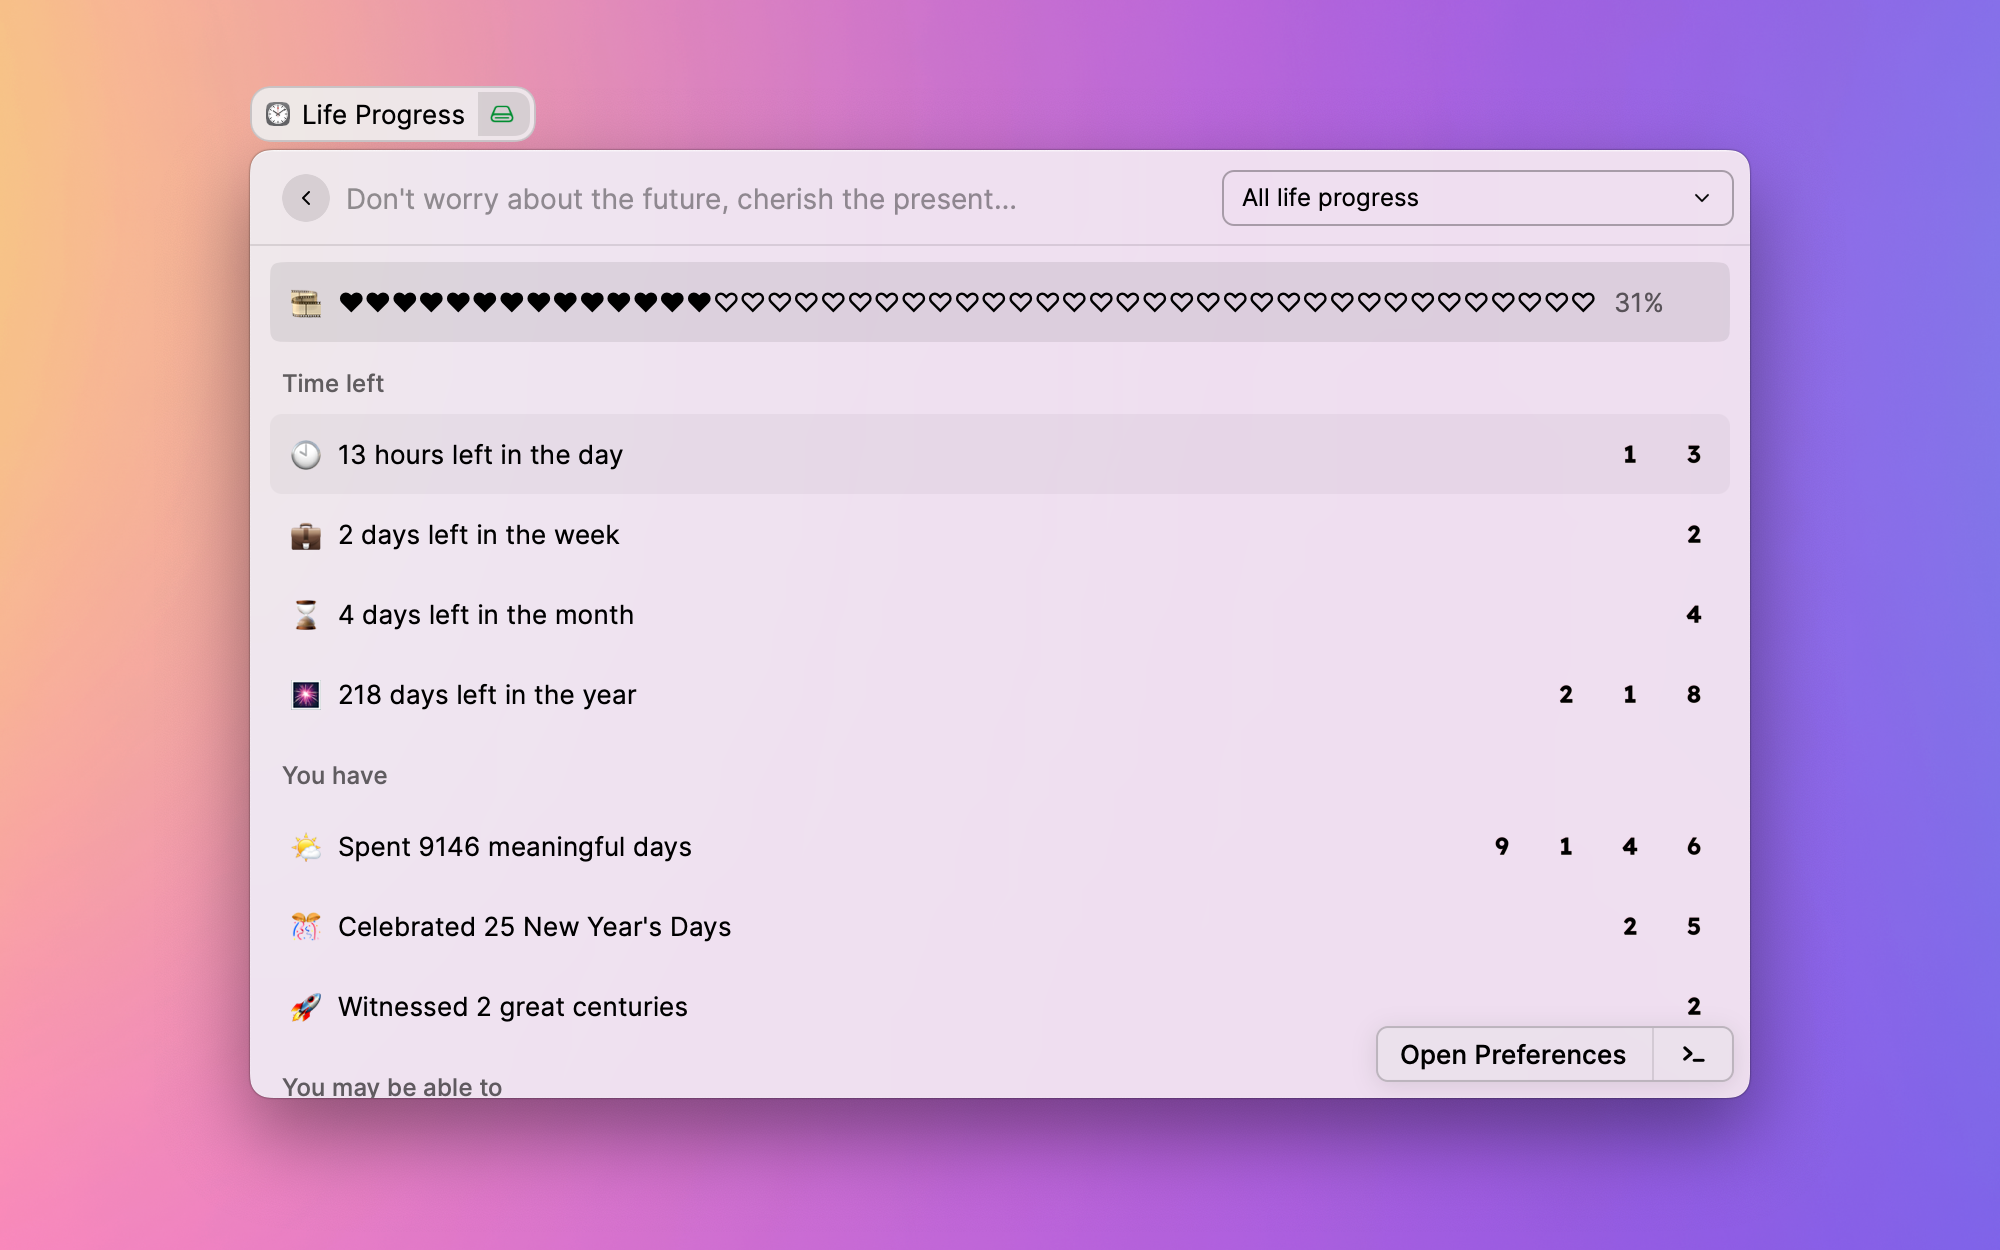 Life Progress
Don't worry about the future, cherish the present...
All life progress
♥♥♥♥♥♥♥♥♥♥♥♥♥♥♡♡♡♡♡♡♡♡♡♡♡♡♡♡♡♡♡♡♡♡♡♡♡♡♡♡♡♡♡♡♡♡♡ 31%
Time left
13 hours left in the day 1 3
2 days left in the week 2
4 days left in the month 4
218 days left in the year 2 1 8
You have
Spent 9146 meaningful days 9 1 4 6
Celebrated 25 New Year's Days 2 5
Witnessed 2 great centuries 2
Open Preferences >_
You may be able to